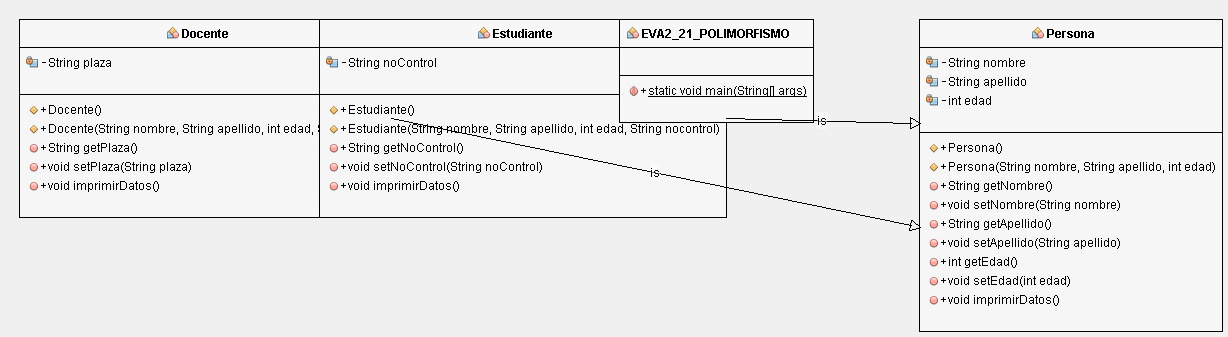 Docente
- String plaza
+ Docente()
+ Docente(String nombre, String apellido, int edad,
+ String getPlaza()
+ void setPlaza(String plaza)
+ void imprimirDatos()
Estudiante
- String noControl
+ Estudiante()
+ Estudiante(String nombre, String apellido, int edad, String nocontrol)
+ String getNoControl()
+ void setNoControl(String noControl)
+ void imprimirDatos()
EVA2_21_POLIMORFISMO
+ static void main(String[] args)
is
is
Persona
- String nombre
- String apellido
- int edad
+ Persona()
+ Persona(String nombre, String apellido, int edad)
+ String getNombre()
+ void setNombre(String nombre)
+ String getApellido()
+ void setApellido(String apellido)
+ int getEdad()
+ void setEdad(int edad)
+ void imprimirDatos()